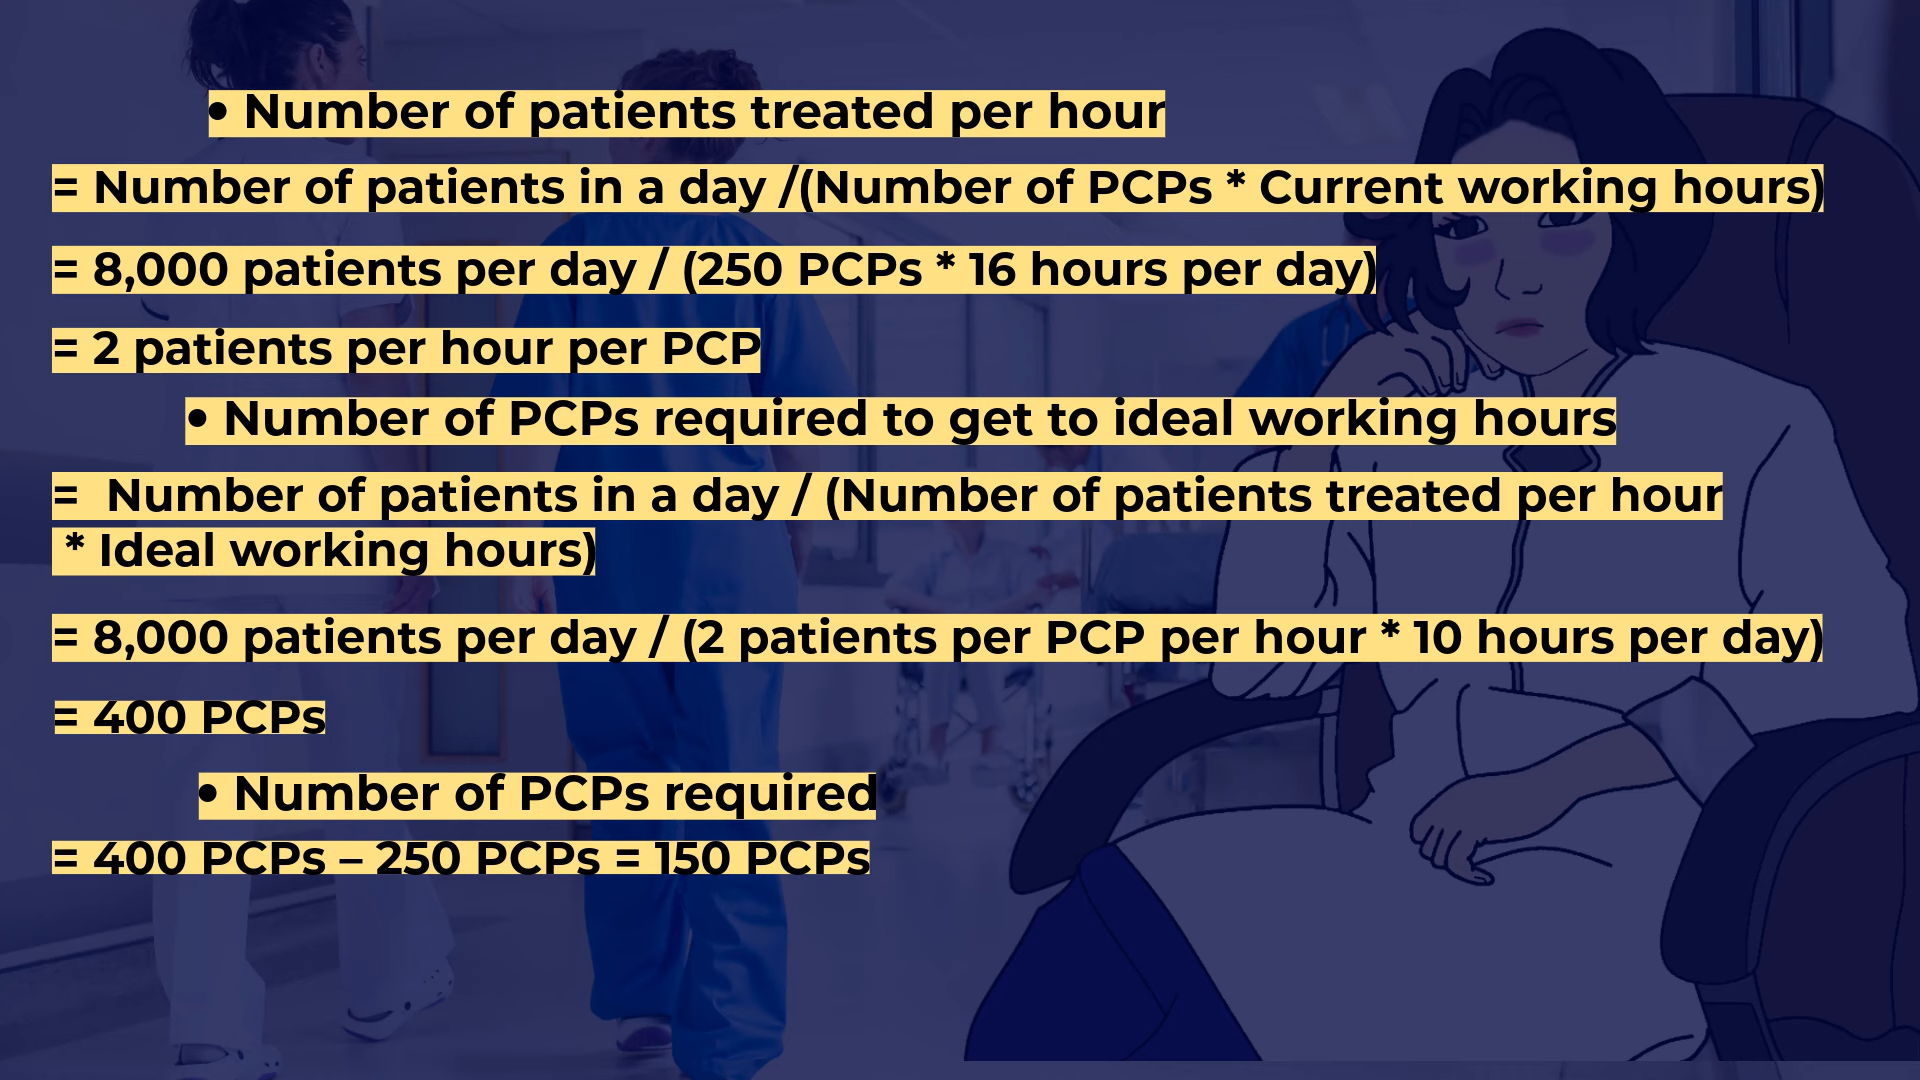 • Number of patients treated per hour
= Number of patients in a day /(Number of PCPs * Current working hours)
= 8,000 patients per day / (250 PCPs * 16 hours per day)
= 2 patients per hour per PCP
• Number of PCPs required to get to ideal working hours
=  Number of patients in a day / (Number of patients treated per hour
* Ideal working hours)
= 8,000 patients per day / (2 patients per PCP per hour * 10 hours per day)
= 400 PCPs
• Number of PCPs required
= 400 PCPs – 250 PCPs = 150 PCPs